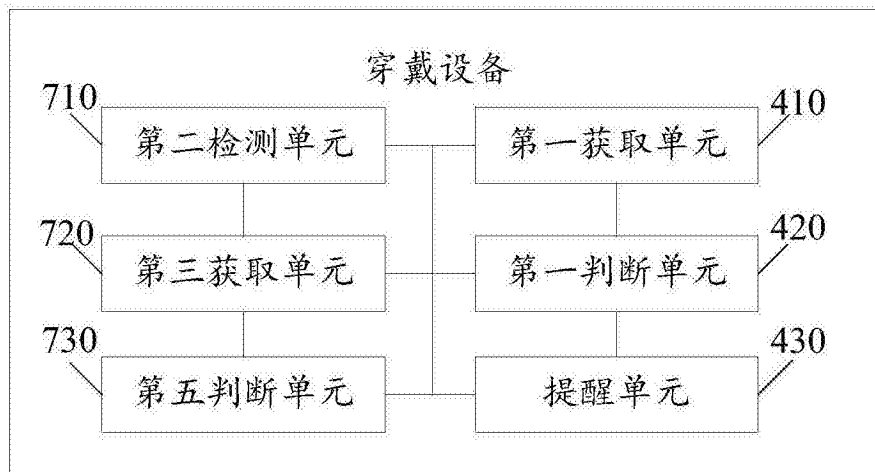 穿戴设备
710 第二检测单元 第一获取单元 410
720 第三获取单元 第一判断单元 420
730 第五判断单元 提醒单元 430